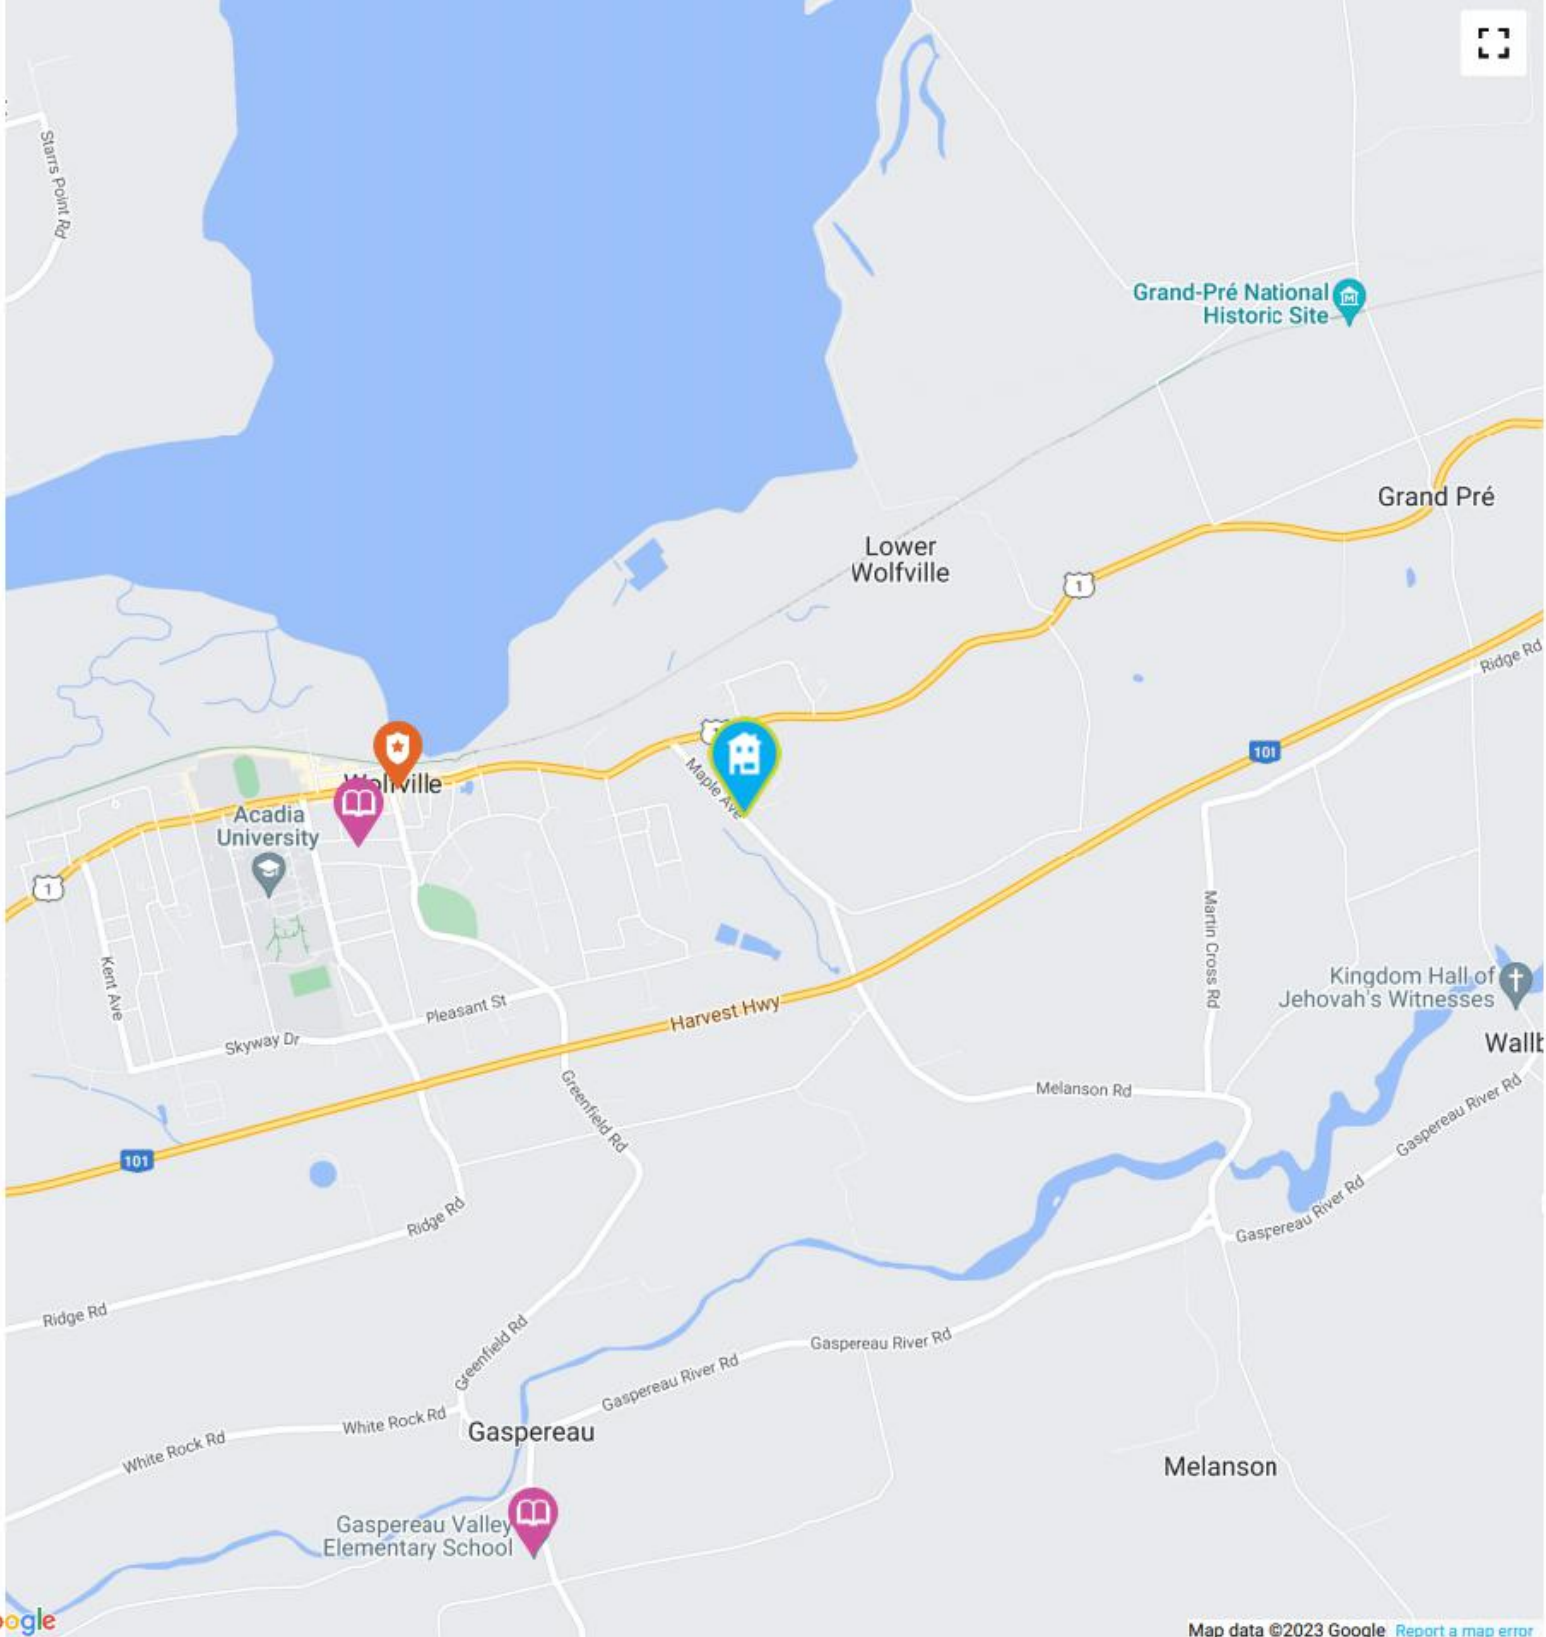 Starrs Point Rd
Grand-Pré National
Historic Site
Grand Pré
Lower
Wolfville
1
Ridge Rd
101
Maple Ave
Wolfville
Acadia
University
1
Martin Cross Rd
Kent Ave
Kingdom Hall of
Jehovah's Witnesses
Pleasant St
Harvest Hwy
Skyway Dr
Wallb
Melanson Rd
Gaspereau River Rd
Greenfield Rd
101
Ridge Rd
Gaspereau River Rd
Ridge Rd
Greenfield Rd
Gaspereau River Rd
Gaspereau River Rd
White Rock Rd
White Rock Rd
Gaspereau
Melanson
Gaspereau Valley
Elementary School
ogle
Map data ©2023 Google Report a map error